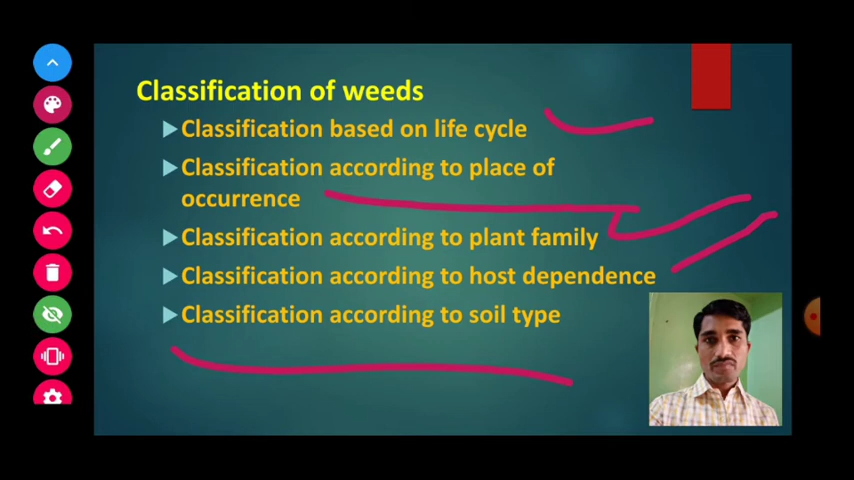 Classification of weeds
Classification based on life cycle
Classification according to place of
occurrence
Classification according to plant family
Classification according to host dependence
Classification according to soil type